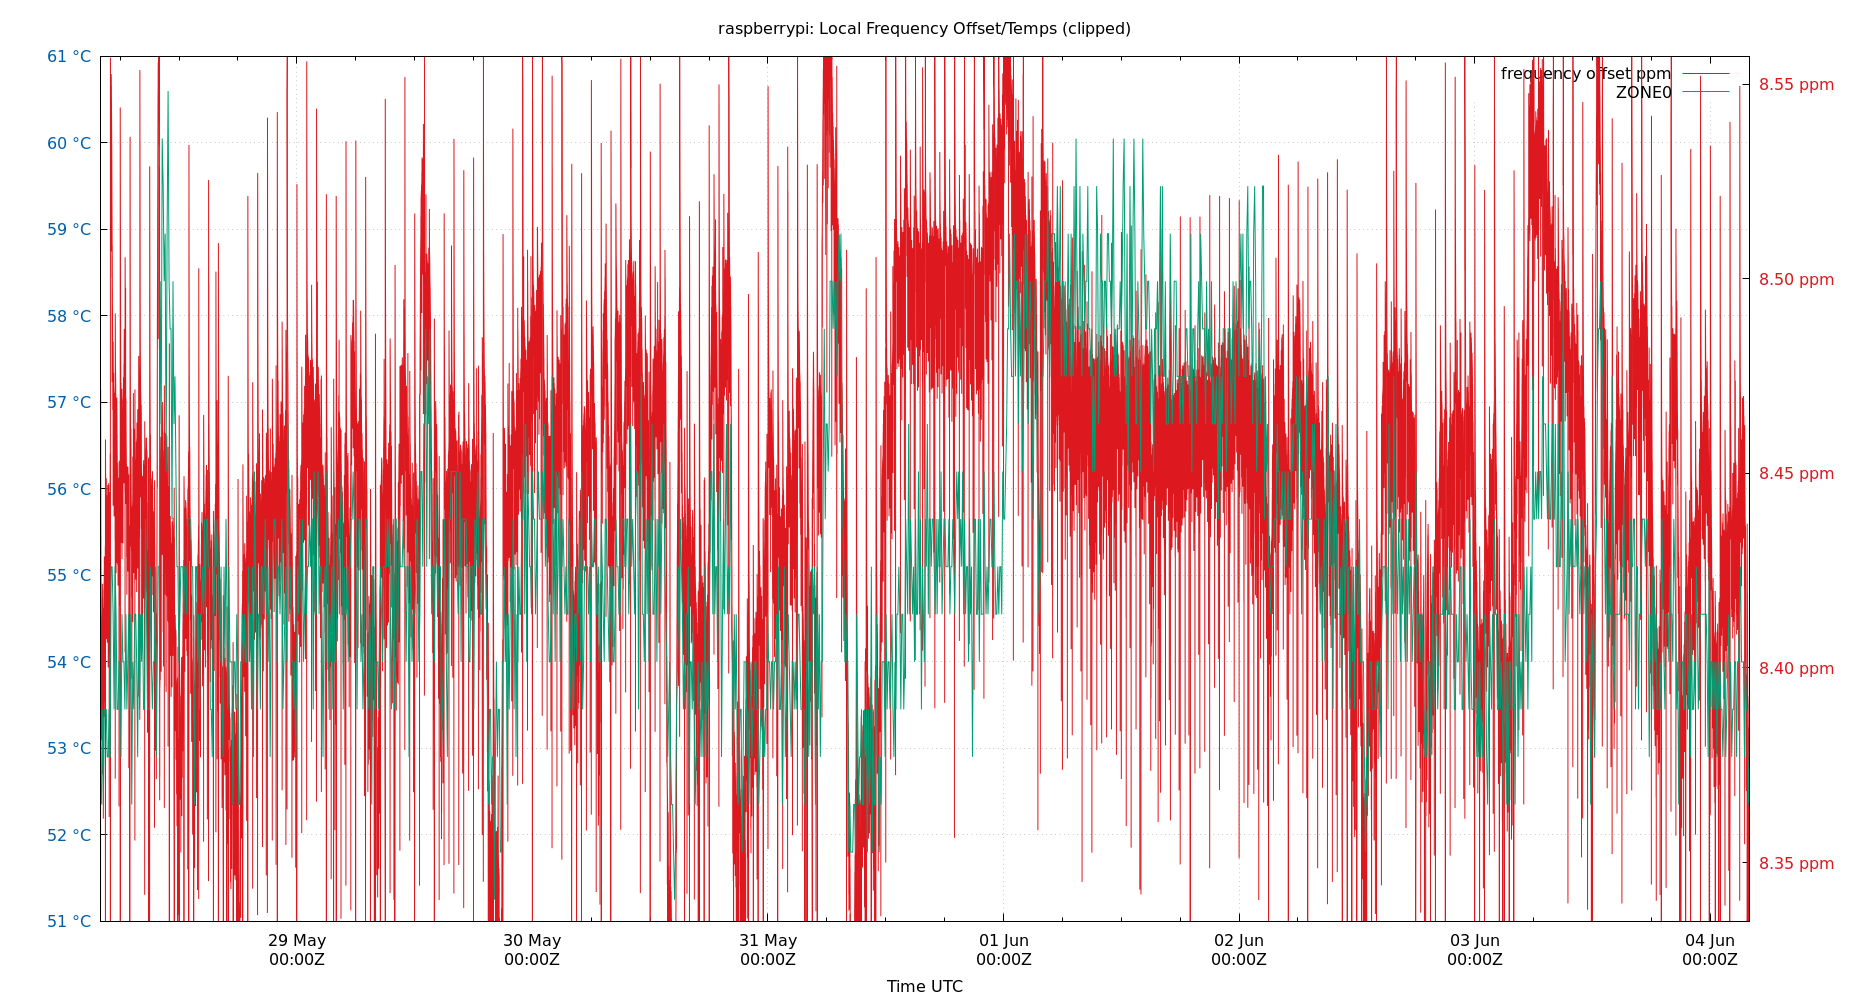 raspberrypi: Local Frequency Offset/Temps (clipped)
61 °C
60 °C
59 °C
58 °C
57 °C
56 °C
55 °C
54 °C
53 °C
52 °C
51 °C
frequency offset ppm
ZONE0
8.55 ppm
8.50 ppm
8.45 ppm
8.40 ppm
8.35 ppm
29 May 30 May 31 May 01 Jun 02 Jun 03 Jun 04 Jun
00:00Z 00:00Z 00:00Z 00:00Z 00:00Z 00:00Z 00:00Z
Time UTC